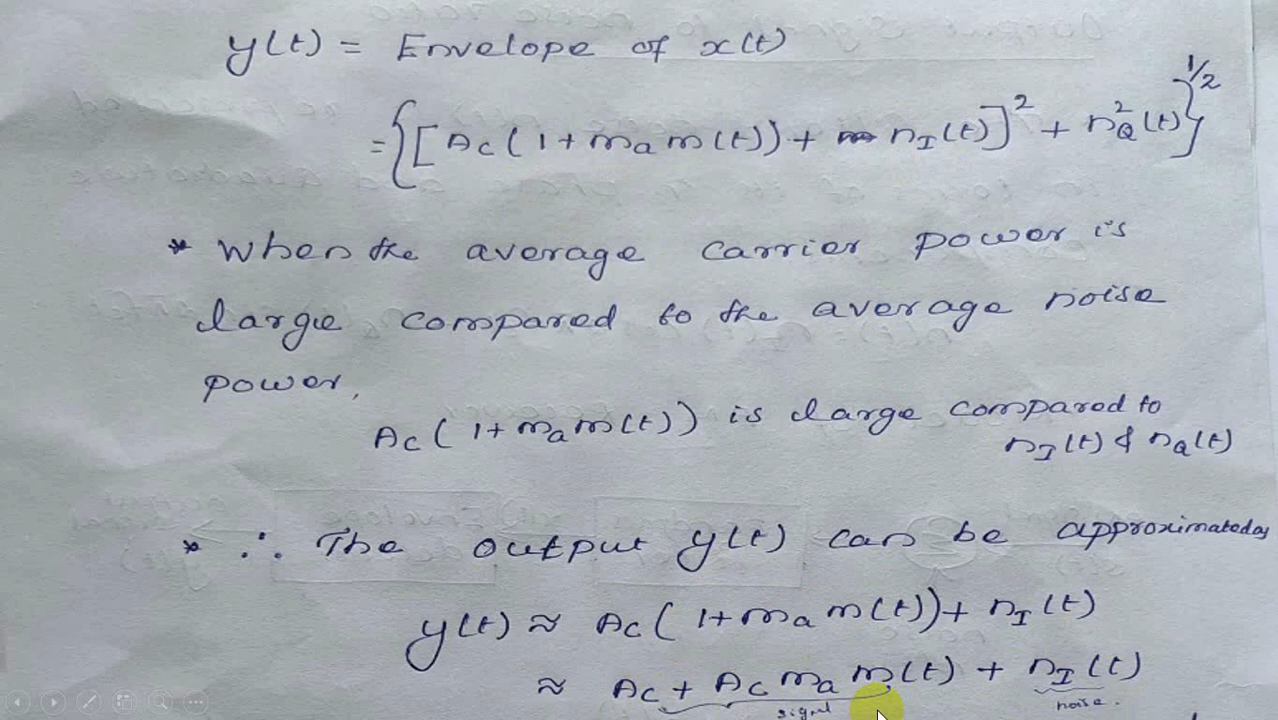 y(t) = Envelope of x(t)
= {[Ac(1+ma m(t)) + nI(t)]² + nQ²(t)}^1/2
* When the average carrier power is
large compared to the average noise
power,
Ac(1+ma m(t)) is large compared to
nI(t) & nQ(t)
* ∴ The output y(t) can be approximated as
y(t) ≈ Ac(1+ma m(t)) + nI(t)
≈ Ac + Ac ma m(t) + nI(t)
signal noise.